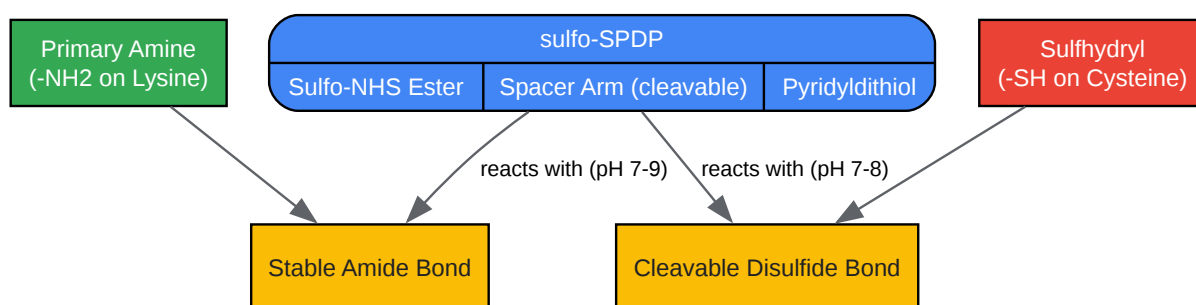 Primary Amine
(-NH2 on Lysine)
sulfo-SPDP
Sulfo-NHS Ester
Spacer Arm (cleavable)
Pyridyldithiol
Sulfhydryl
(-SH on Cysteine)
reacts with (pH 7-9)
reacts with (pH 7-8)
Stable Amide Bond
Cleavable Disulfide Bond